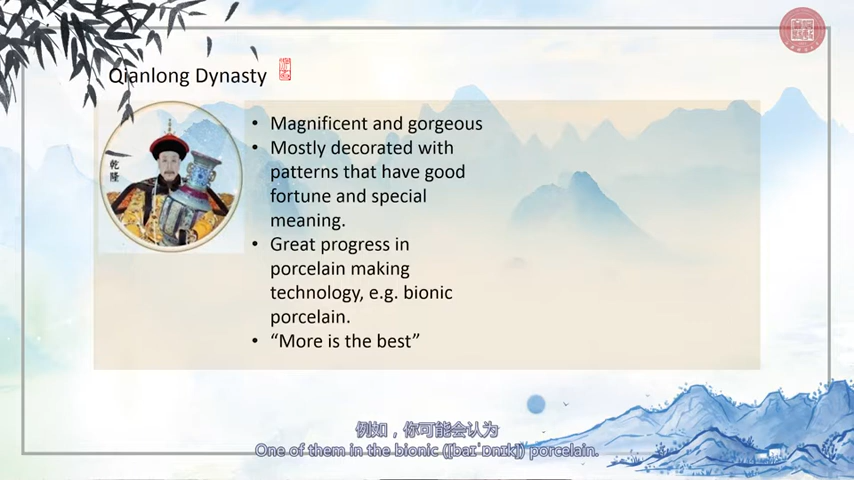 Qianlong Dynasty
乾隆
• Magnificent and gorgeous
• Mostly decorated with
patterns that have good
fortune and special
meaning.
• Great progress in
porcelain making
technology, e.g. bionic
porcelain.
• “More is the best”
例如，你可能会认为
One of them in the bionic ([baɪˈɒnɪk]) porcelain.